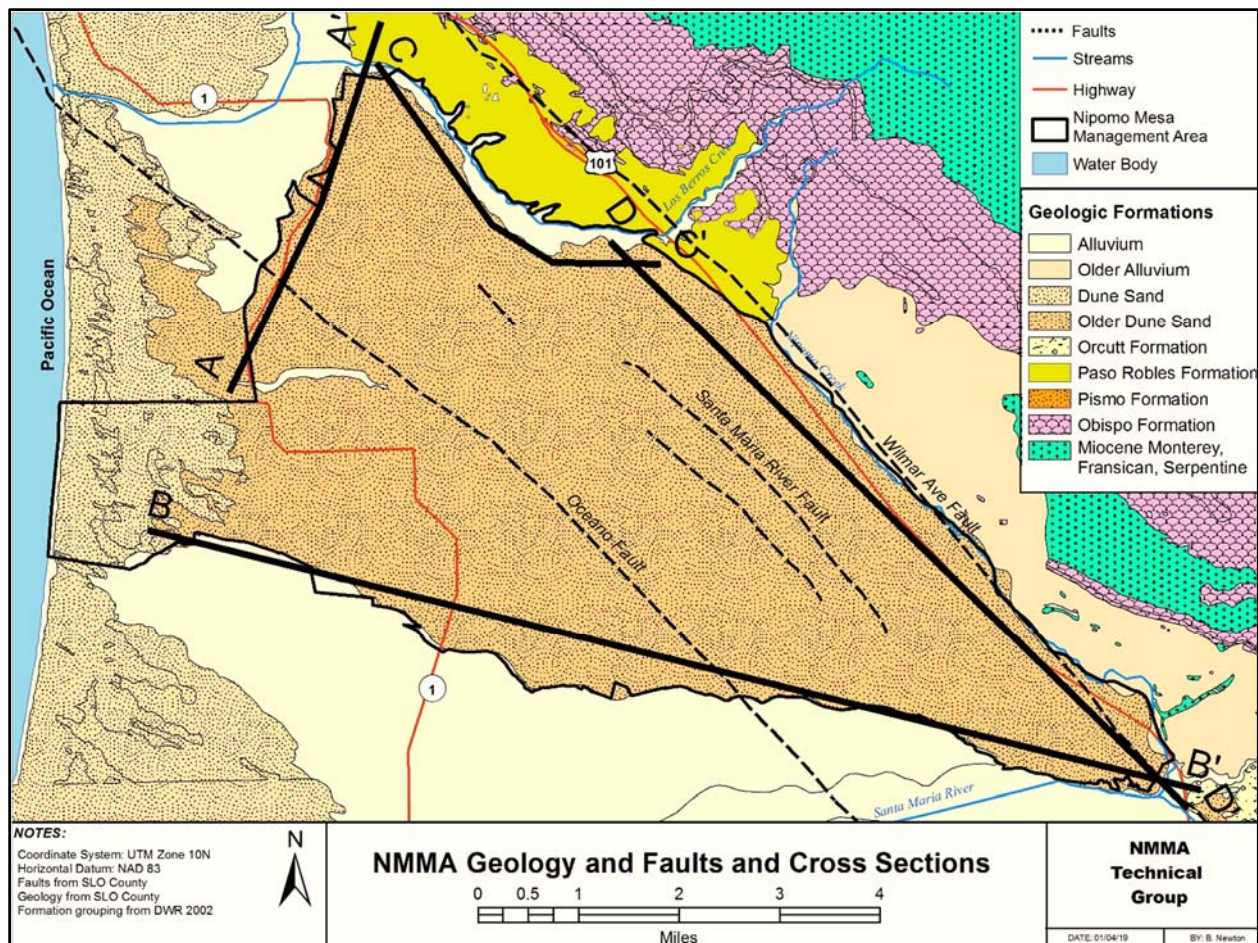 A'
C
1
101
Los Berros Creek
D
C'
Pacific Ocean
A
Nipomo Creek
Santa Maria River Fault
Wilmar Ave Fault
B
Oceano Fault
1
Santa Maria River
B'
D'
Faults
Streams
Highway
Nipomo Mesa
Management Area
Water Body
Geologic Formations
Alluvium
Older Alluvium
Dune Sand
Older Dune Sand
Orcutt Formation
Paso Robles Formation
Pismo Formation
Obispo Formation
Miocene Monterey,
Fransican, Serpentine
NOTES:
Coordinate System: UTM Zone 10N
Horizontal Datum: NAD 83
Faults from SLO County
Geology from SLO County
Formation grouping from DWR 2002
N
NMMA Geology and Faults and Cross Sections
0 0.5 1 2 3 4
Miles
NMMA
Technical
Group
DATE: 01/04/19 BY: B. Newton